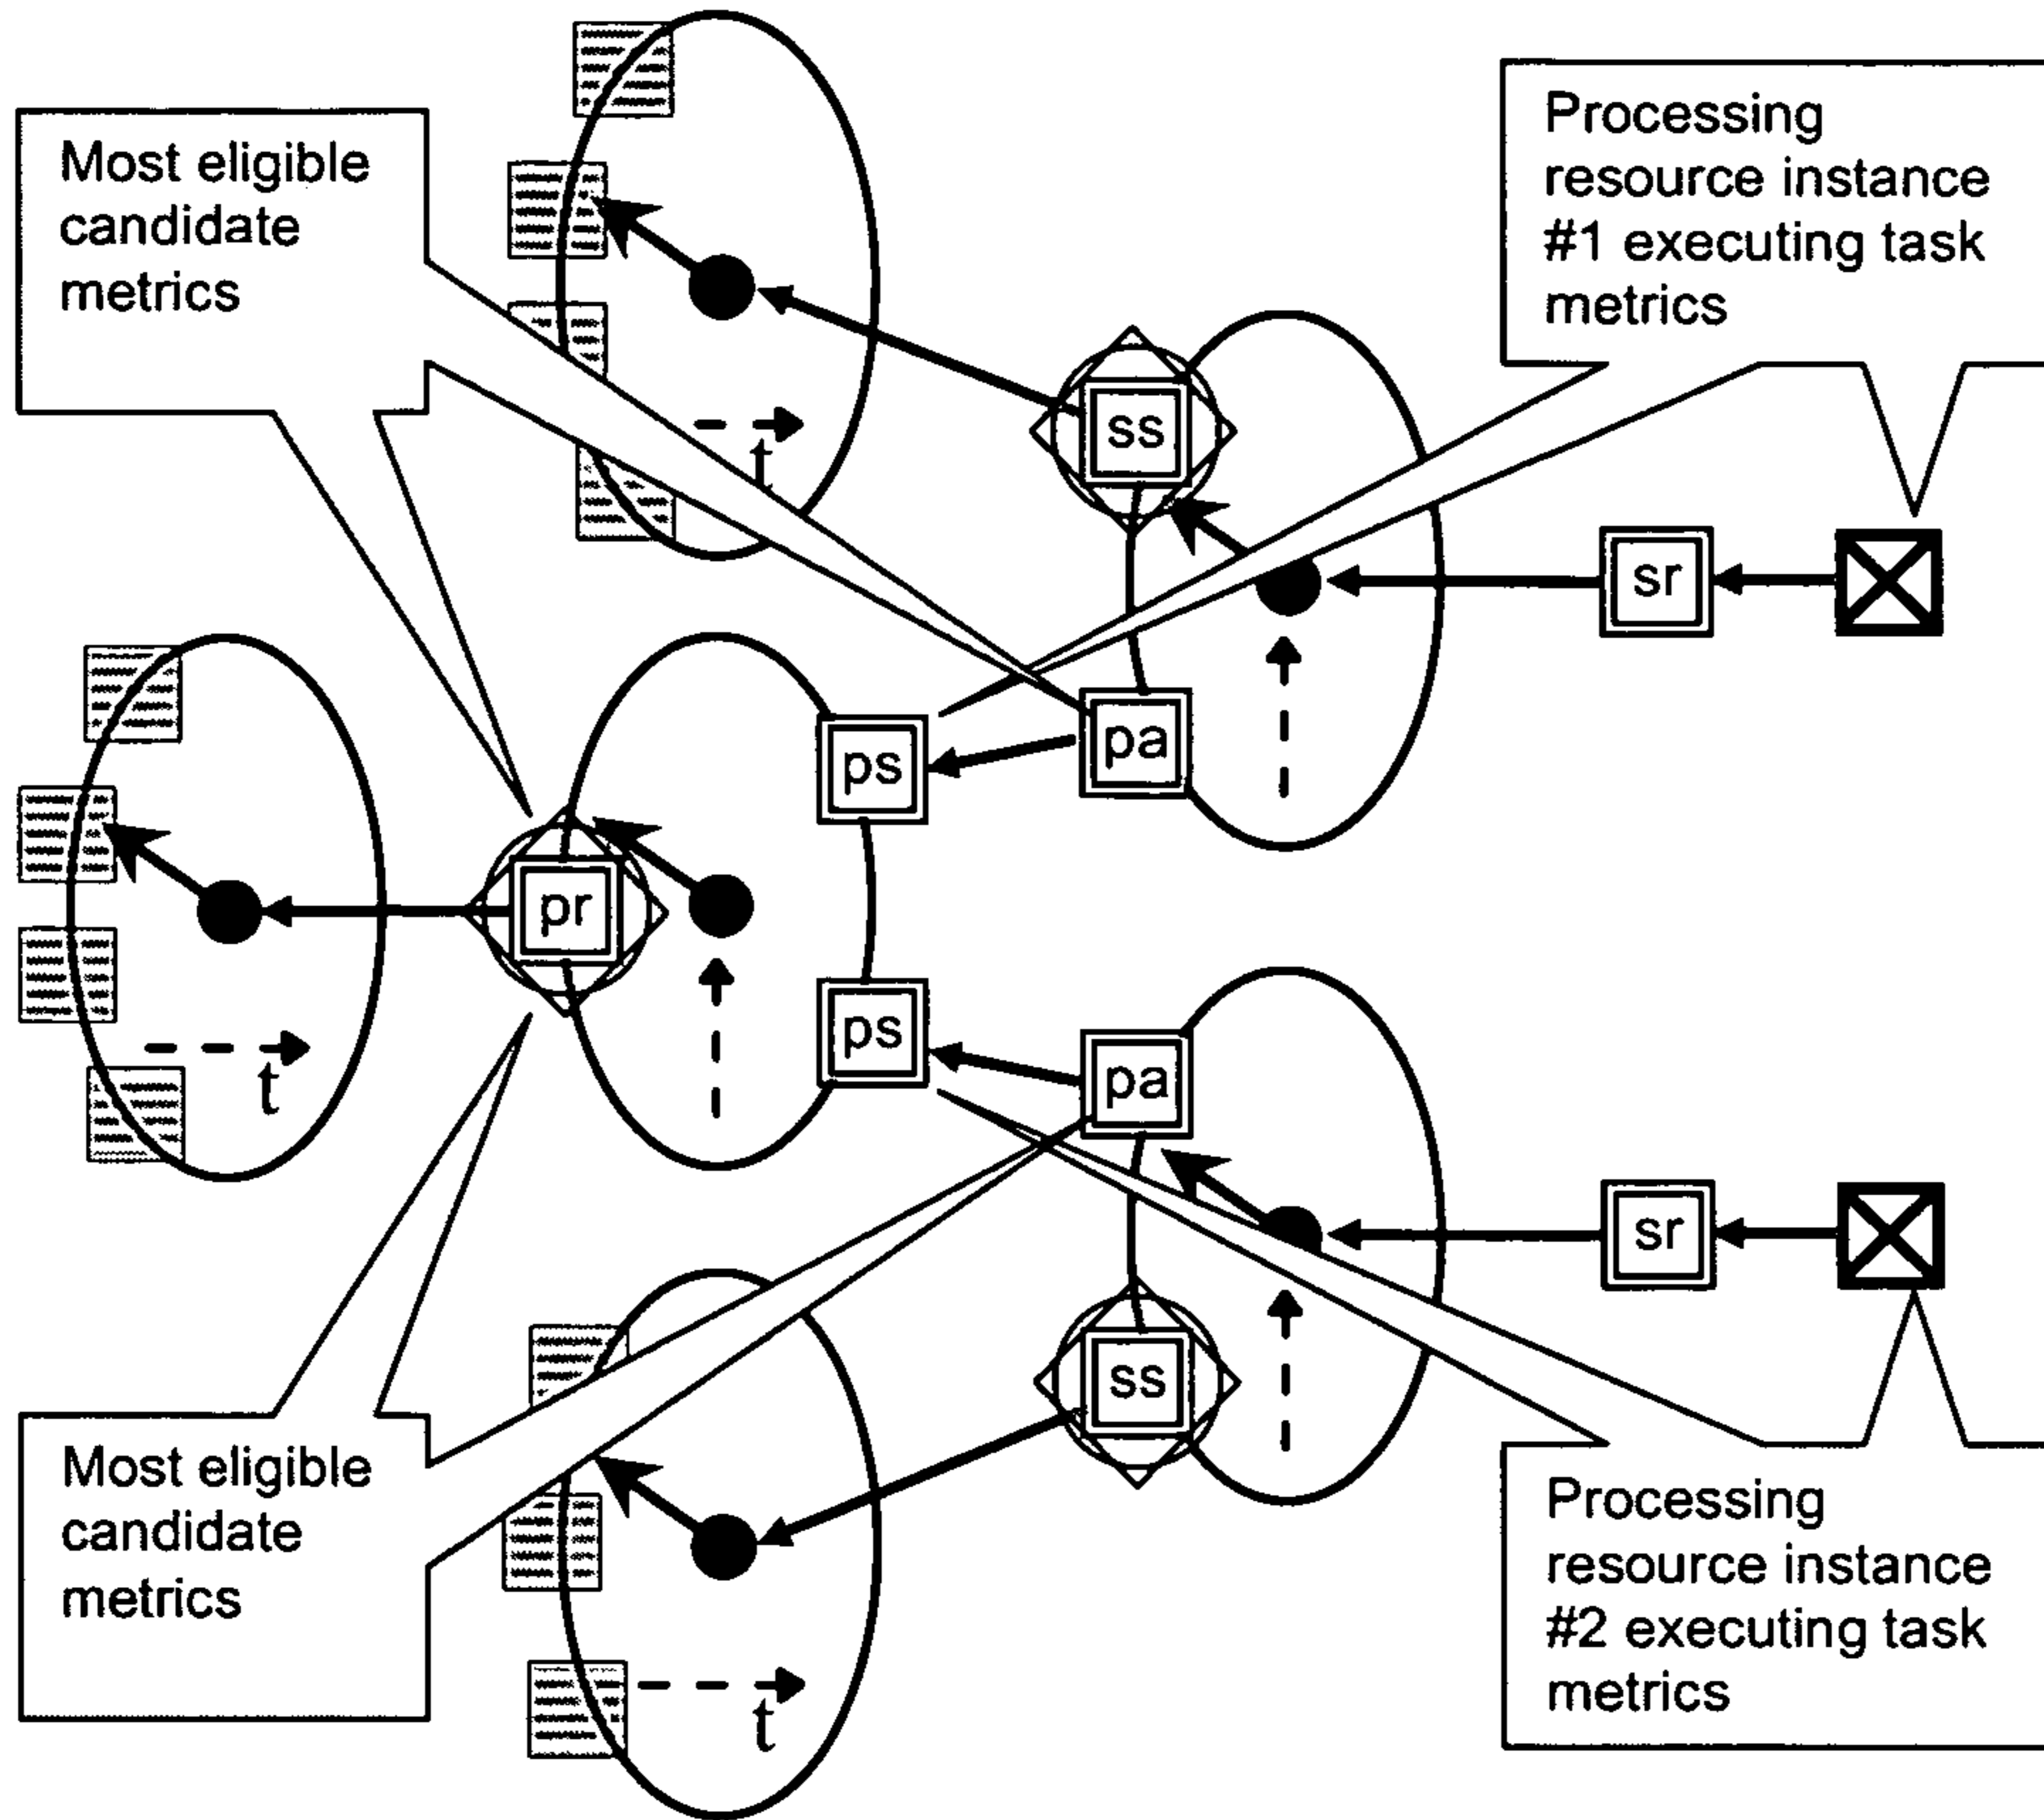 Most eligible
candidate
metrics
Processing
resource instance
#1 executing task
metrics
t
ss
sr
ps
pa
pr
t
ps
pa
sr
ss
t
Most eligible
candidate
metrics
Processing
resource instance
#2 executing task
metrics